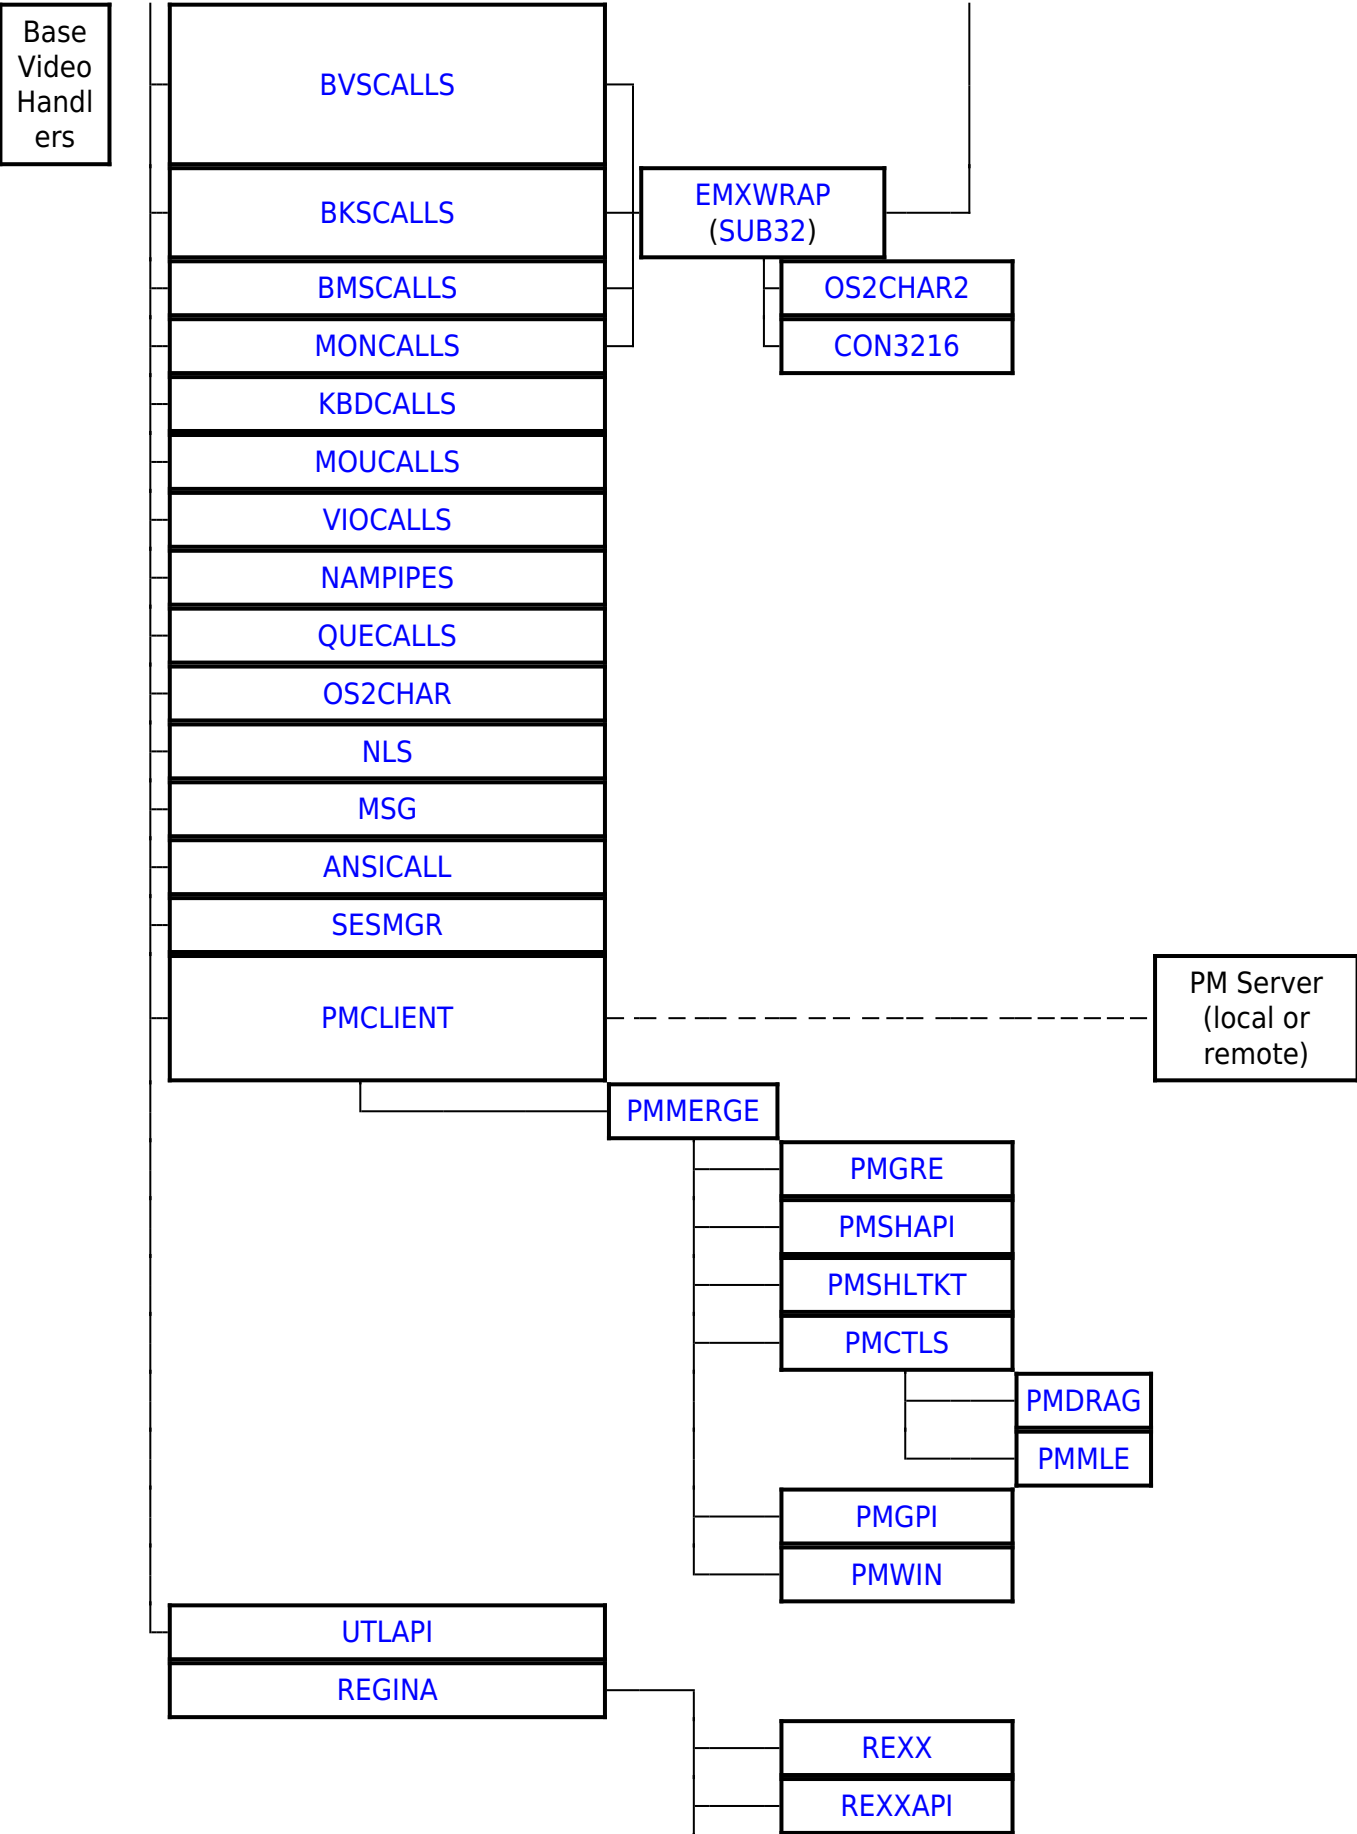 Base
Video
Handl
ers
BVSCALLS
BKSCALLS
EMXWRAP
(SUB32)
BMSCALLS
OS2CHAR2
MONCALLS
CON3216
KBDCALLS
MOUCALLS
VIOCALLS
NAMPIPES
QUECALLS
OS2CHAR
NLS
MSG
ANSICALL
SESMGR
PMCLIENT
PM Server
(local or
remote)
PMMERGE
PMGRE
PMSHAPI
PMSHLTKT
PMCTLS
PMDRAG
PMMLE
PMGPI
PMWIN
UTLAPI
REGINA
REXX
REXXAPI